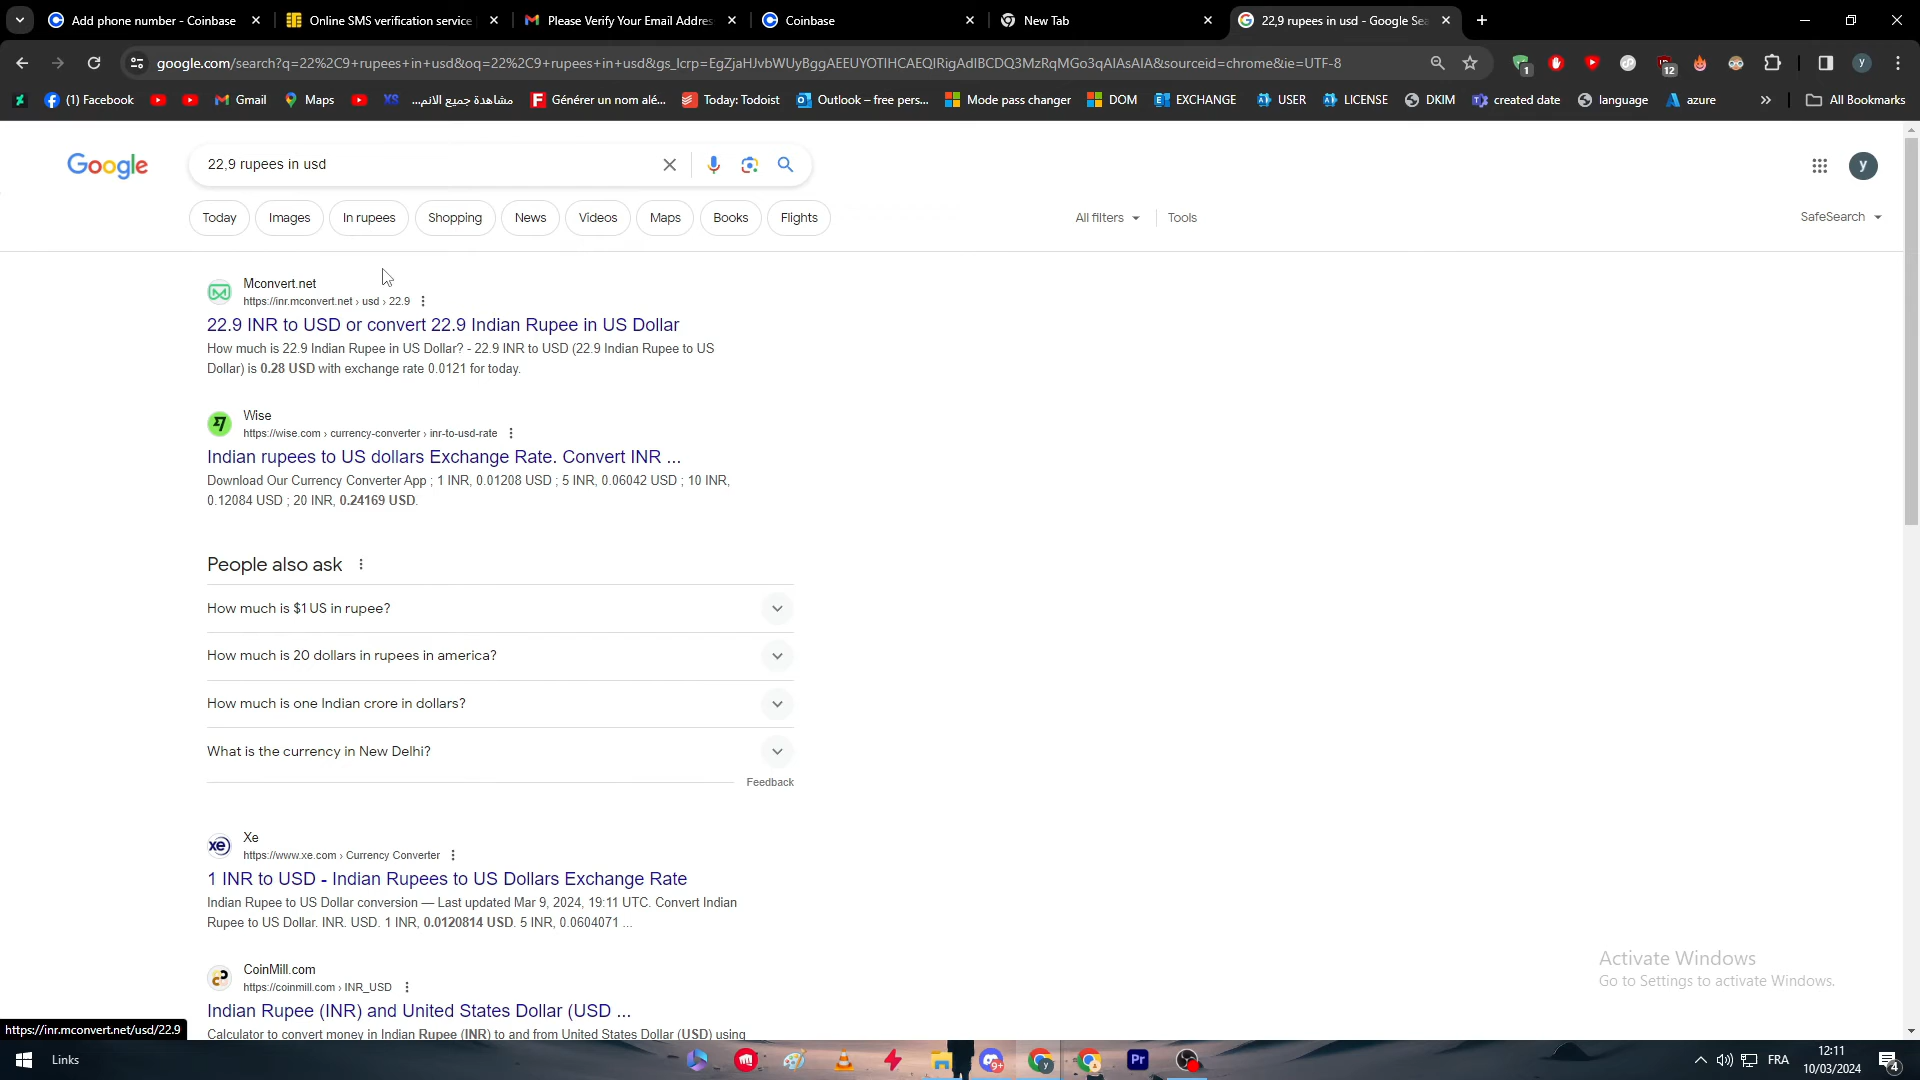 Add phone number - Coinbase
Online SMS verification service
Please Verify Your Email Addres
Coinbase
New Tab
22,9 rupees in usd - Google Sea
google.com/search?q=22%2C9+rupees+in+usd&oq=22%2C9+rupees+in+usd&gs_lcrp=EgZjaHJvbWUyBggAEEUYOTIHCAEQIRigAdIBCDQ3MzRqMGo3qAIAsAIA&sourceid=chrome&ie=UTF-8
1
12
y
(1) Facebook
Gmail
Maps
XS
مشاهدة جميع الانم...
Générer un nom alé...
Today: Todoist
Outlook – free pers...
Mode pass changer
DOM
EXCHANGE
USER
LICENSE
DKIM
created date
language
azure
»
All Bookmarks
Google
22,9 rupees in usd
y
Today
Images
In rupees
Shopping
News
Videos
Maps
Books
Flights
All filters
Tools
SafeSearch
Mconvert.net
https://inr.mconvert.net › usd › 22.9
22.9 INR to USD or convert 22.9 Indian Rupee in US Dollar
How much is 22.9 Indian Rupee in US Dollar? - 22.9 INR to USD (22.9 Indian Rupee to US
Dollar) is 0.28 USD with exchange rate 0.0121 for today.
Wise
https://wise.com › currency-converter › inr-to-usd-rate
Indian rupees to US dollars Exchange Rate. Convert INR ...
Download Our Currency Converter App ; 1 INR, 0.01208 USD ; 5 INR, 0.06042 USD ; 10 INR,
0.12084 USD ; 20 INR, 0.24169 USD.
People also ask
How much is $1 US in rupee?
How much is 20 dollars in rupees in america?
How much is one Indian crore in dollars?
What is the currency in New Delhi?
Feedback
xe
Xe
https://www.xe.com › Currency Converter
1 INR to USD - Indian Rupees to US Dollars Exchange Rate
Indian Rupee to US Dollar conversion — Last updated Mar 9, 2024, 19:11 UTC. Convert Indian
Rupee to US Dollar. INR. USD. 1 INR, 0.0120814 USD. 5 INR, 0.0604071 ...
CoinMill.com
https://coinmill.com › INR_USD
Indian Rupee (INR) and United States Dollar (USD ...
Calculator to convert money in Indian Rupee (INR) to and from United States Dollar (USD) using
Activate Windows
Go to Settings to activate Windows.
https://inr.mconvert.net/usd/22.9
Links
9+
Pr
FRA
12:11
10/03/2024
4